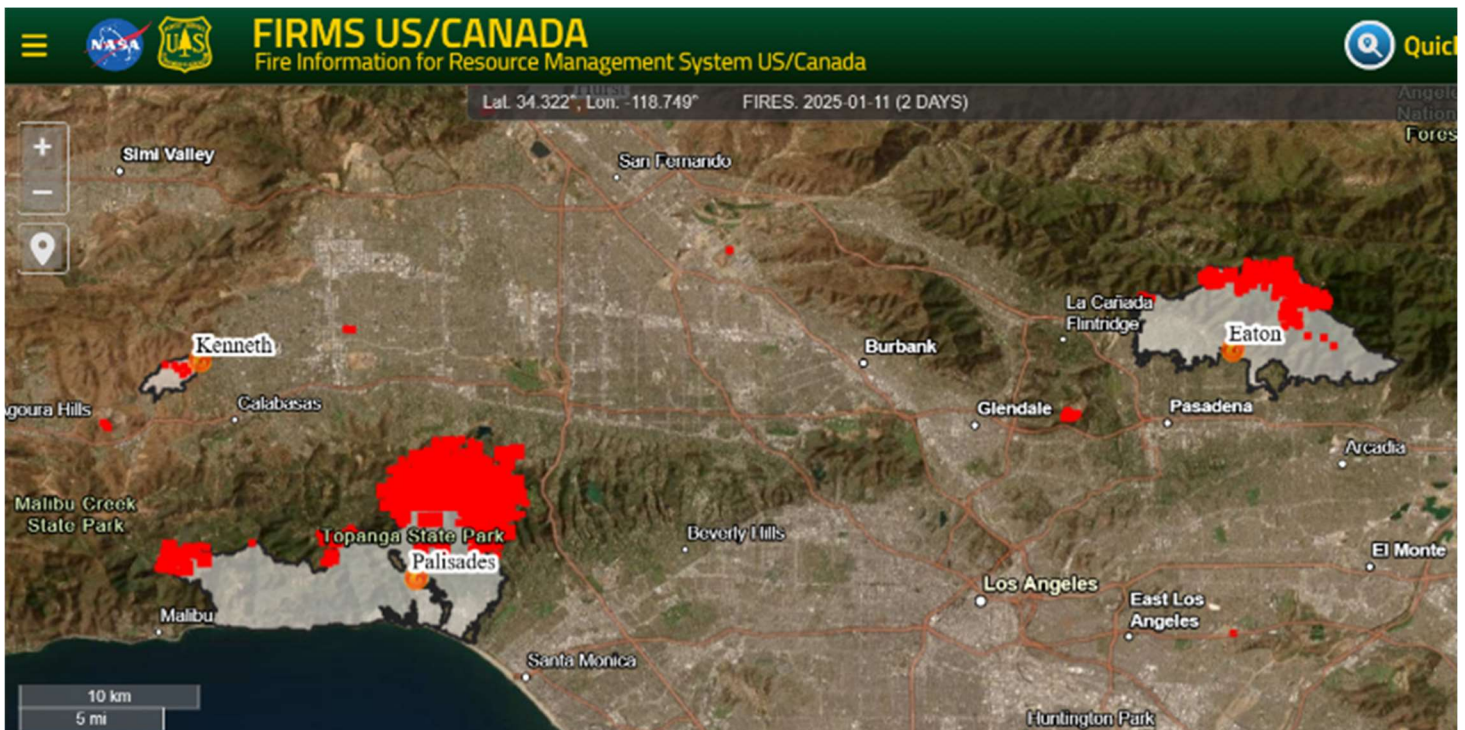 NASA
FIRMS US/CANADA
Fire Information for Resource Management System US/Canada
Lat. 34.322°, Lon. -118.749° FIRES. 2025-01-11 (2 DAYS)
Simi Valley
San Fernando
La Cañada
Flintridge
Eaton
Kenneth
Burbank
goura Hills
Calabasas
Glendale
Pasadena
Arcadia
Malibu Creek
State Park
Topanga State Park
Beverly Hills
Palisades
El Monte
Los Angeles
East Los
Angeles
Malibu
Santa Monica
10 km
5 mi
Huntington Park